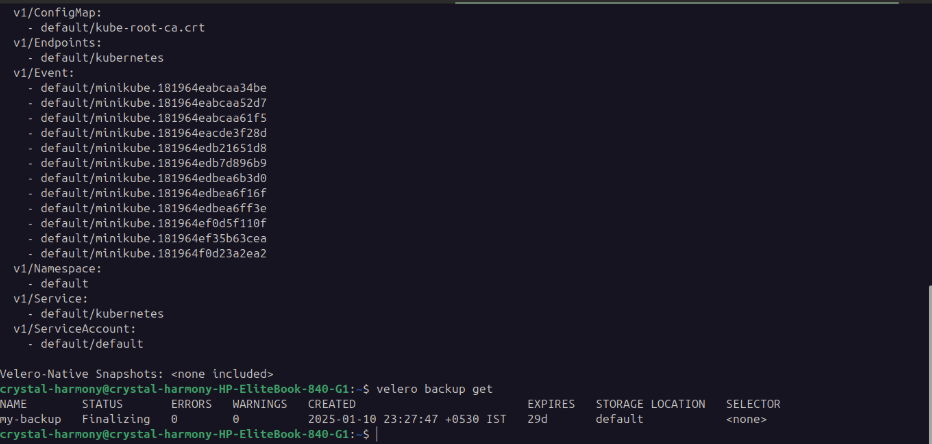 v1/ConfigMap:
- default/kube-root-ca.crt
v1/Endpoints:
- default/kubernetes
v1/Event:
- default/minikube.181964eabcaa34be
- default/minikube.181964eabcaa52d7
- default/minikube.181964eabcaa61f5
- default/minikube.181964eacde3f28d
- default/minikube.181964edb21651d8
- default/minikube.181964edb7d896b9
- default/minikube.181964edbea6b3d0
- default/minikube.181964edbea6f16f
- default/minikube.181964edbea6ff3e
- default/minikube.181964ef0d5f110f
- default/minikube.181964ef35b63cea
- default/minikube.181964f0d23a2ea2
v1/Namespace:
- default
v1/Service:
- default/kubernetes
v1/ServiceAccount:
- default/default
Velero-Native Snapshots: <none included>
crystal-harmony@crystal-harmony-HP-EliteBook-840-G1:~$ velero backup get
NAME STATUS ERRORS WARNINGS CREATED EXPIRES STORAGE LOCATION SELECTOR
my-backup Finalizing 0 0 2025-01-10 23:27:47 +0530 IST 29d default <none>
crystal-harmony@crystal-harmony-HP-EliteBook-840-G1:~$